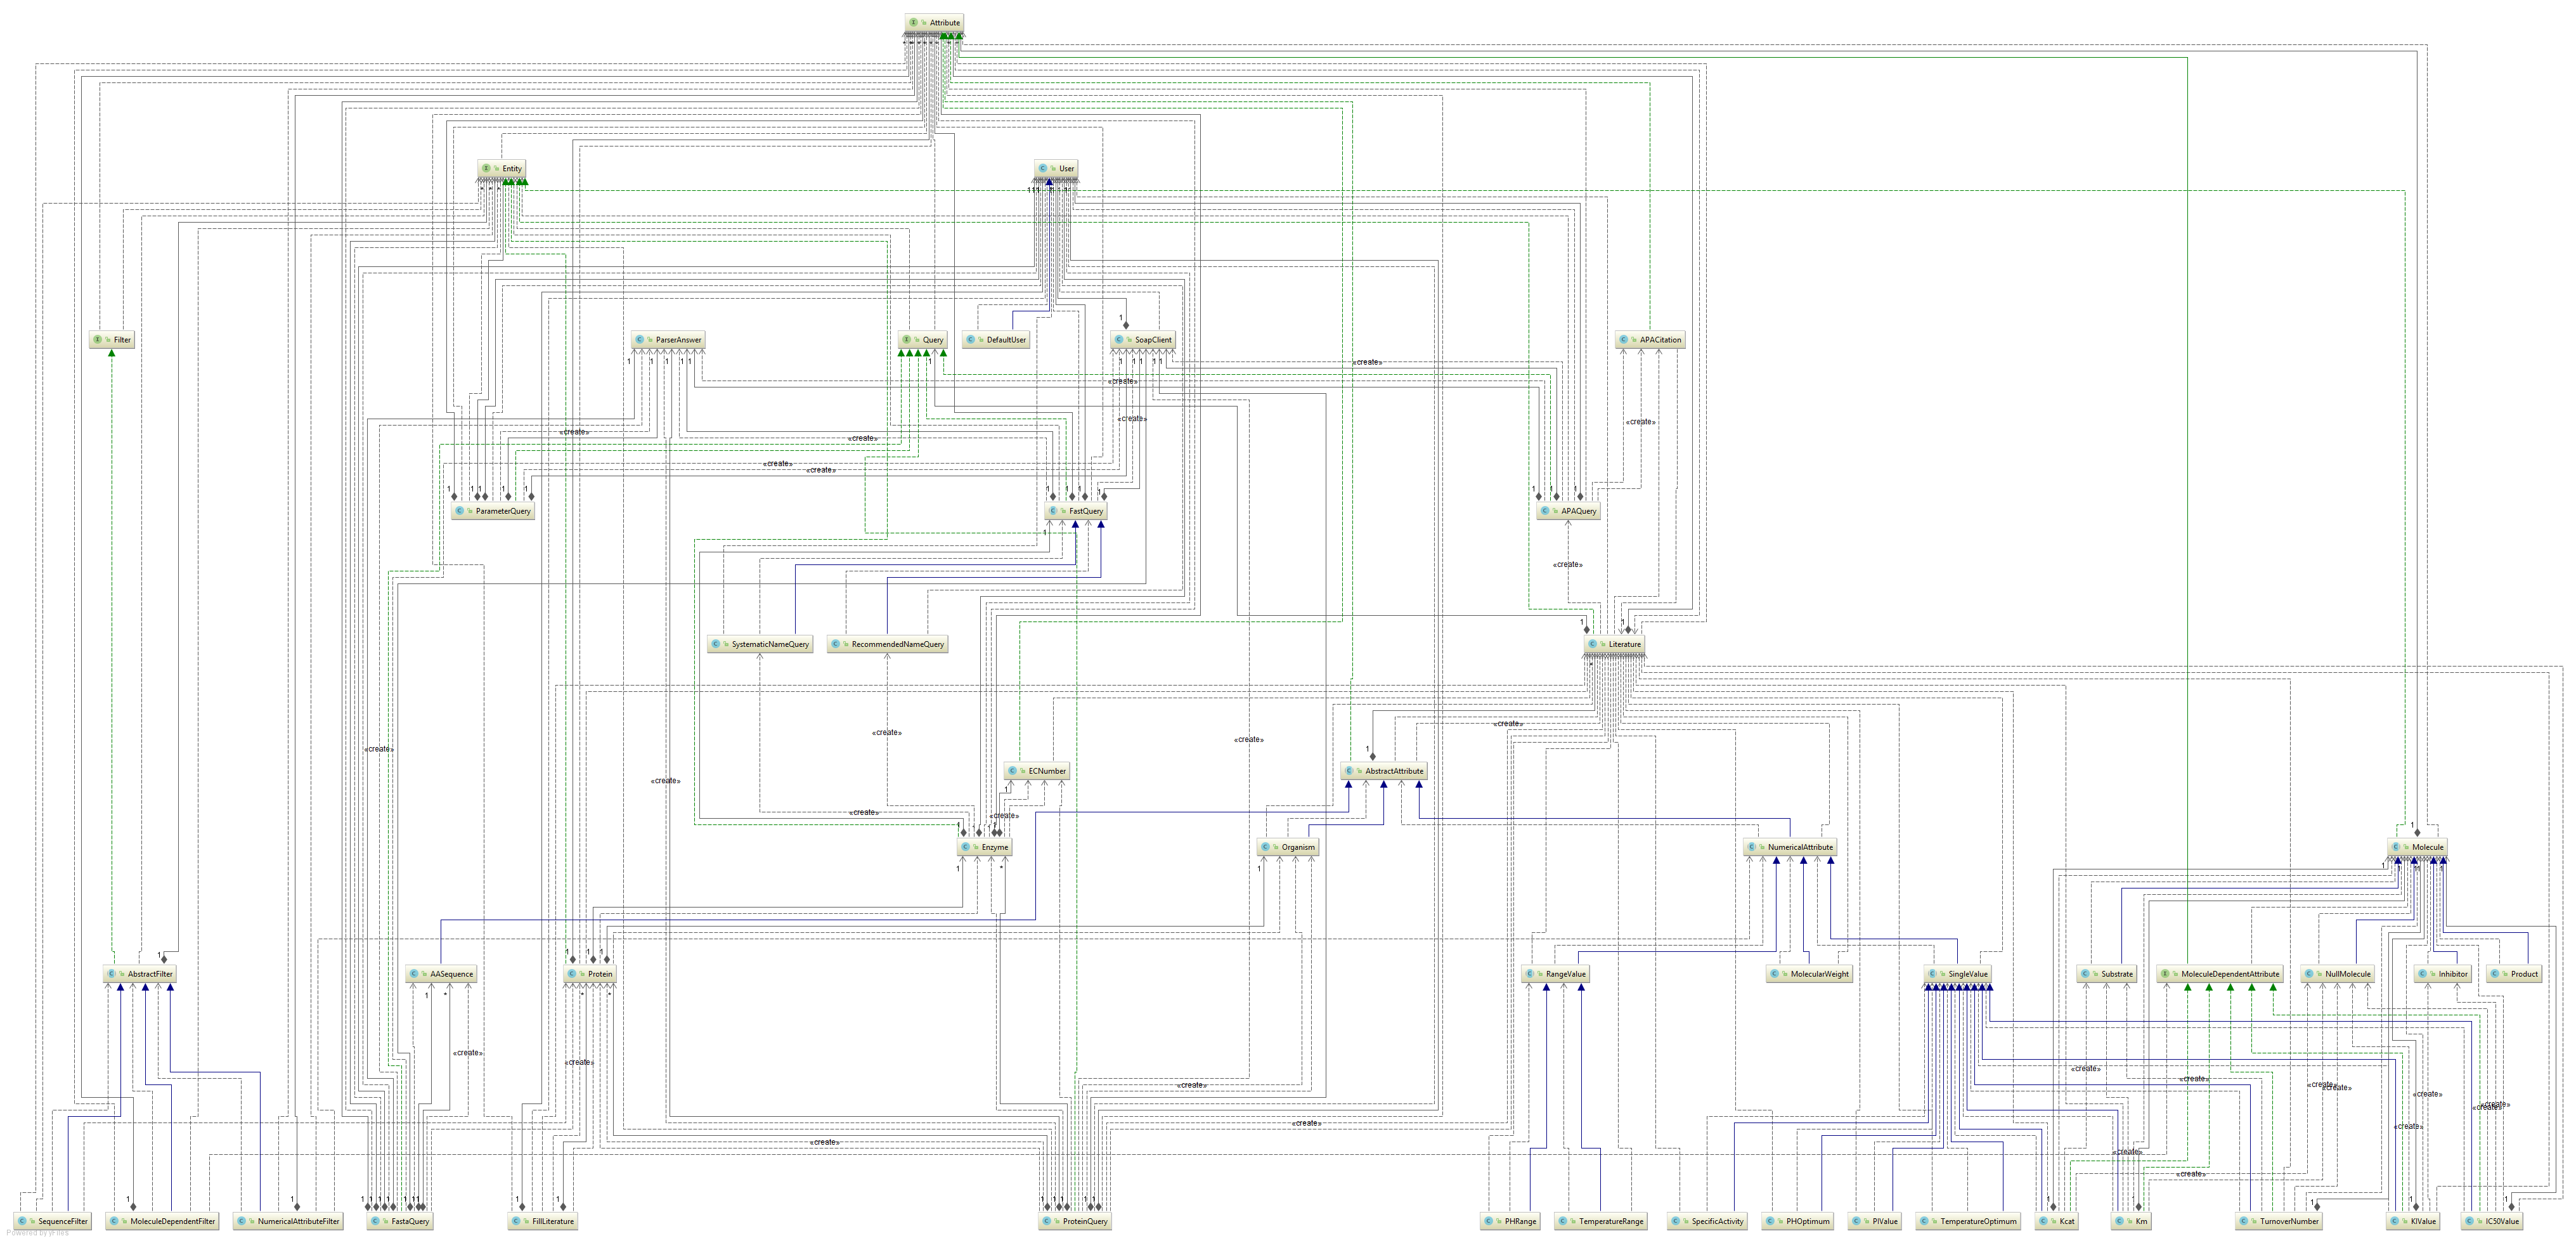 Attribute
Entity
User
Filter
ParserAnswer
Query
DefaultUser
SoapClient
APACitation
«create»
«create»
«create»
«create»
«create»
«create»
«create»
«create»
ParameterQuery
FastQuery
APAQuery
«create»
SystematicNameQuery
RecommendedNameQuery
Literature
«create»
«create»
«create»
«create»
ECNumber
AbstractAttribute
«create»
«create»
«create»
Enzyme
Organism
NumericalAttribute
Molecule
AbstractFilter
AASequence
Protein
RangeValue
MolecularWeight
SingleValue
Substrate
MoleculeDependentAttribute
NullMolecule
Inhibitor
Product
«create»
«create»
«create»
«create»
«create»
«create»
«create»
«create»
«create»
«create»
«create»
«create»
«create»
«create»
SequenceFilter
MoleculeDependentFilter
NumericalAttributeFilter
FastaQuery
FillLiterature
ProteinQuery
PHRange
TemperatureRange
SpecificActivity
PHOptimum
PIValue
TemperatureOptimum
Kcat
Km
TurnoverNumber
KIValue
IC50Value
Powered by yFiles